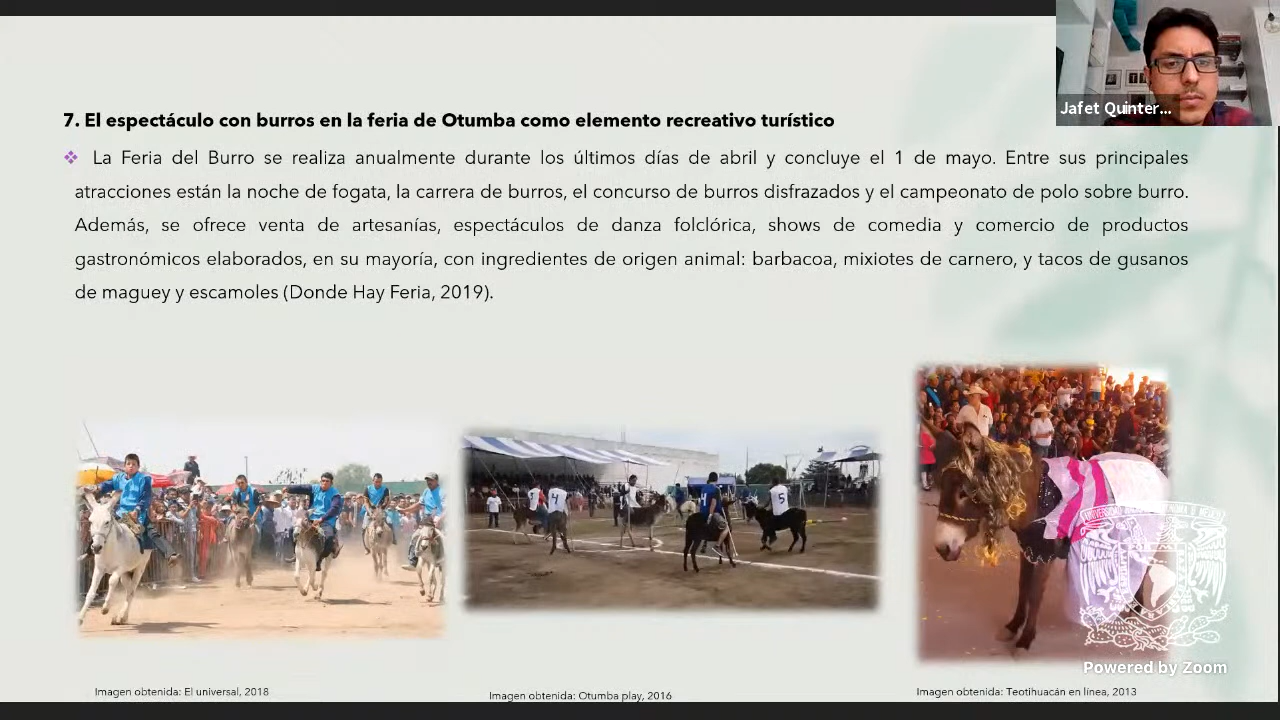 Jafet Quinter...
7. El espectáculo con burros en la feria de Otumba como elemento recreativo turístico
❖ La Feria del Burro se realiza anualmente durante los últimos días de abril y concluye el 1 de mayo. Entre sus principales
atracciones están la noche de fogata, la carrera de burros, el concurso de burros disfrazados y el campeonato de polo sobre burro.
Además, se ofrece venta de artesanías, espectáculos de danza folclórica, shows de comedia y comercio de productos
gastronómicos elaborados, en su mayoría, con ingredientes de origen animal: barbacoa, mixiotes de carnero, y tacos de gusanos
de maguey y escamoles (Donde Hay Feria, 2019).
4
4
5
Powered by Zoom
Imagen obtenida: El universal, 2018
Imagen obtenida: Otumba play, 2016
Imagen obtenida: Teotihuacán en línea, 2013